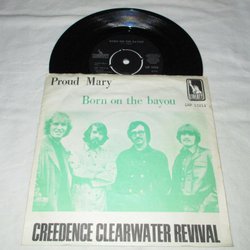 Proud Mary
Born on the bayou
CREEDENCE CLEARWATER REVIVAL